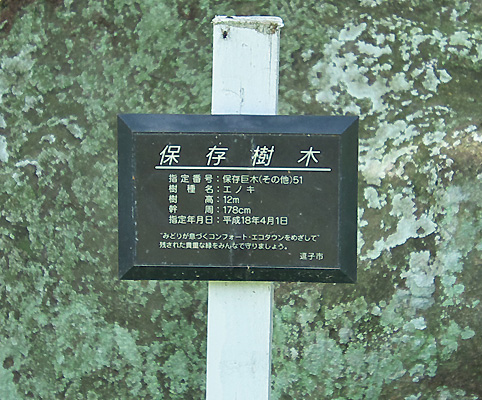 保存樹木
指定番号：保存巨木(その他)51
樹種名：エノキ
樹高：12m
幹周：178cm
指定年月日：平成18年4月1日
"みどりが息づくコンフォート・エコタウンをめざして"
残された貴重な緑をみんなで守りましょう。
逗子市